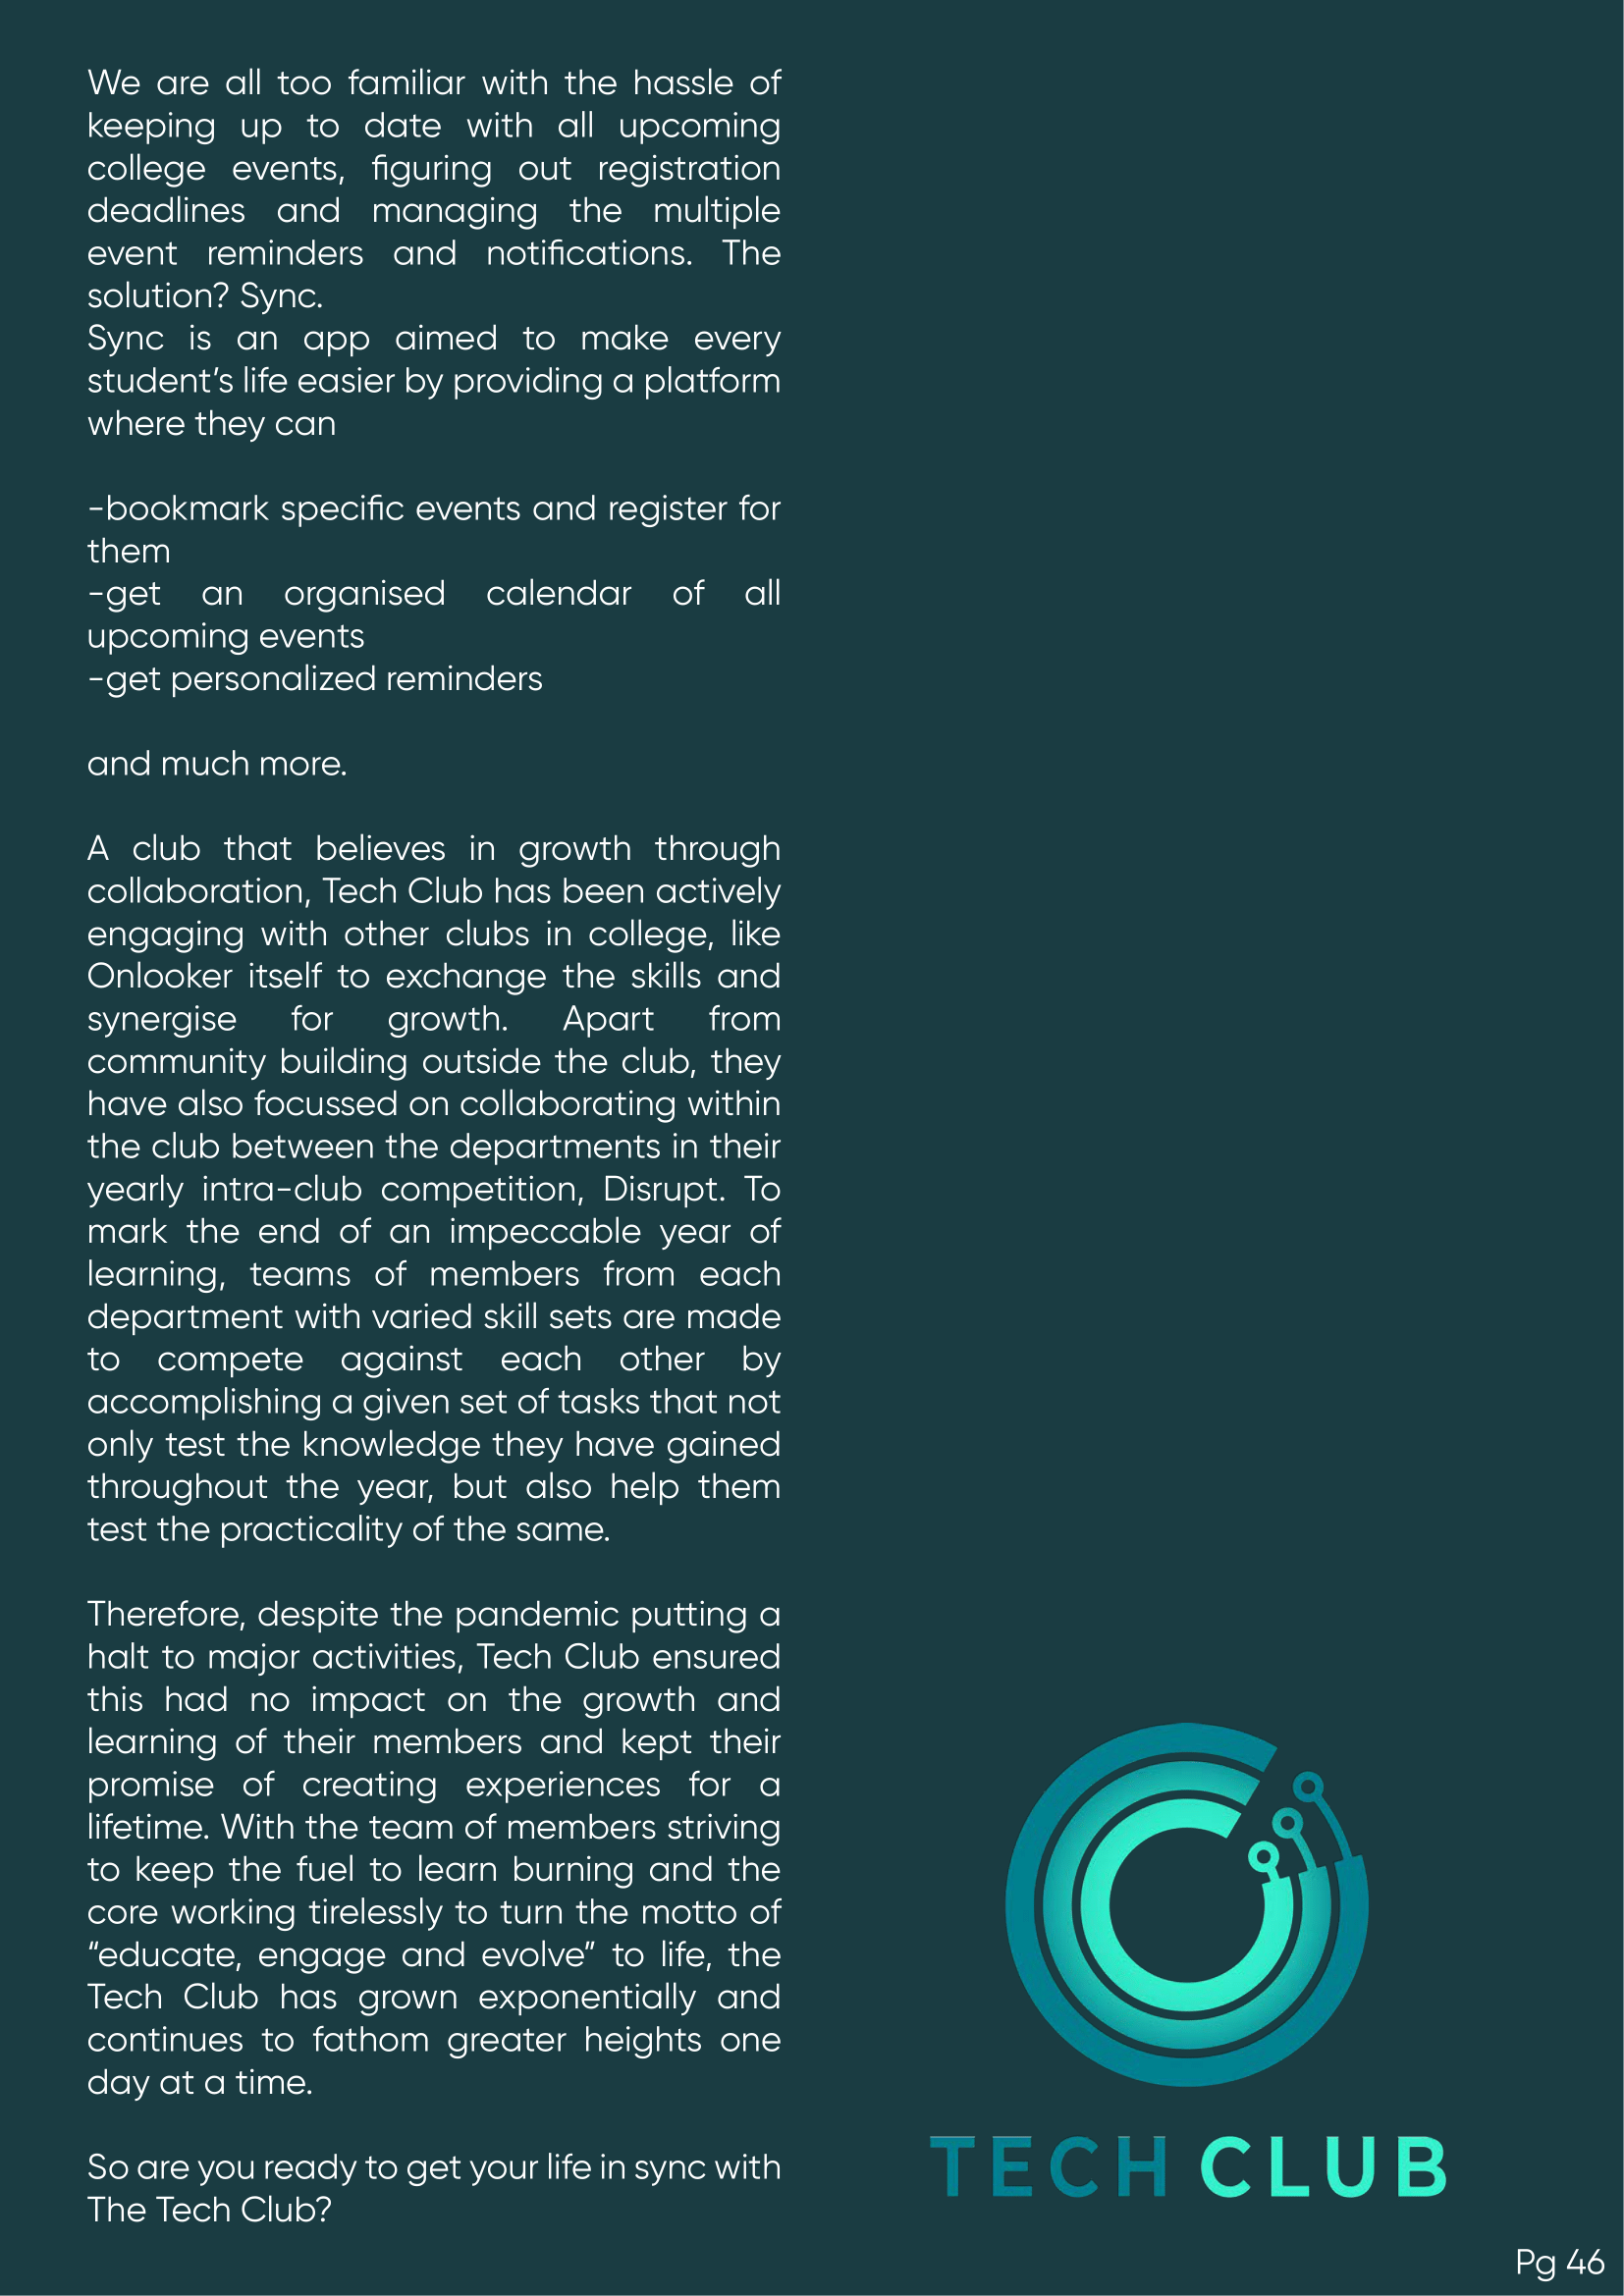 We are all too familiar with the hassle of
keeping up to date with all upcoming
college events, figuring out registration
deadlines and managing the multiple
event reminders and notifications. The
solution? Sync.
Sync is an app aimed to make every
student’s life easier by providing a platform
where they can
-bookmark specific events and register for
them
-get an organised calendar of all
upcoming events
-get personalized reminders
and much more.
A club that believes in growth through
collaboration, Tech Club has been actively
engaging with other clubs in college, like
Onlooker itself to exchange the skills and
synergise for growth. Apart from
community building outside the club, they
have also focussed on collaborating within
the club between the departments in their
yearly intra-club competition, Disrupt. To
mark the end of an impeccable year of
learning, teams of members from each
department with varied skill sets are made
to compete against each other by
accomplishing a given set of tasks that not
only test the knowledge they have gained
throughout the year, but also help them
test the practicality of the same.
Therefore, despite the pandemic putting a
halt to major activities, Tech Club ensured
this had no impact on the growth and
learning of their members and kept their
promise of creating experiences for a
lifetime. With the team of members striving
to keep the fuel to learn burning and the
core working tirelessly to turn the motto of
“educate, engage and evolve” to life, the
Tech Club has grown exponentially and
continues to fathom greater heights one
day at a time.
So are you ready to get your life in sync with
The Tech Club?
TECH CLUB
Pg 46